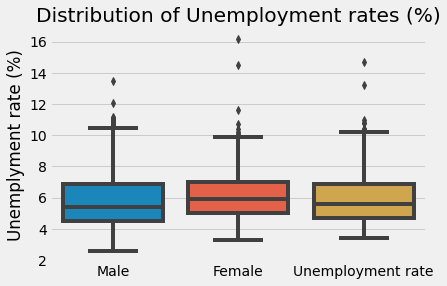 Distribution of Unemployment rates (%)
Unemplyment rate (%)
16
14
12
10
8
6
4
2
Male
Female
Unemployment rate